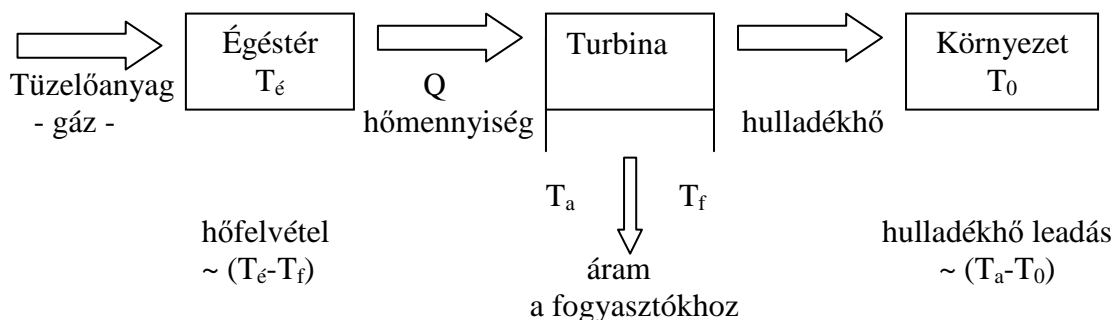 Égéstér
Té
Turbina
Környezet
T0
Tüzelőanyag
- gáz -
Q
hőmennyiség
hulladékhő
Ta
Tf
hőfelvétel
~ (Té-Tf)
áram
a fogyasztókhoz
hulladékhő leadás
~ (Ta-T0)